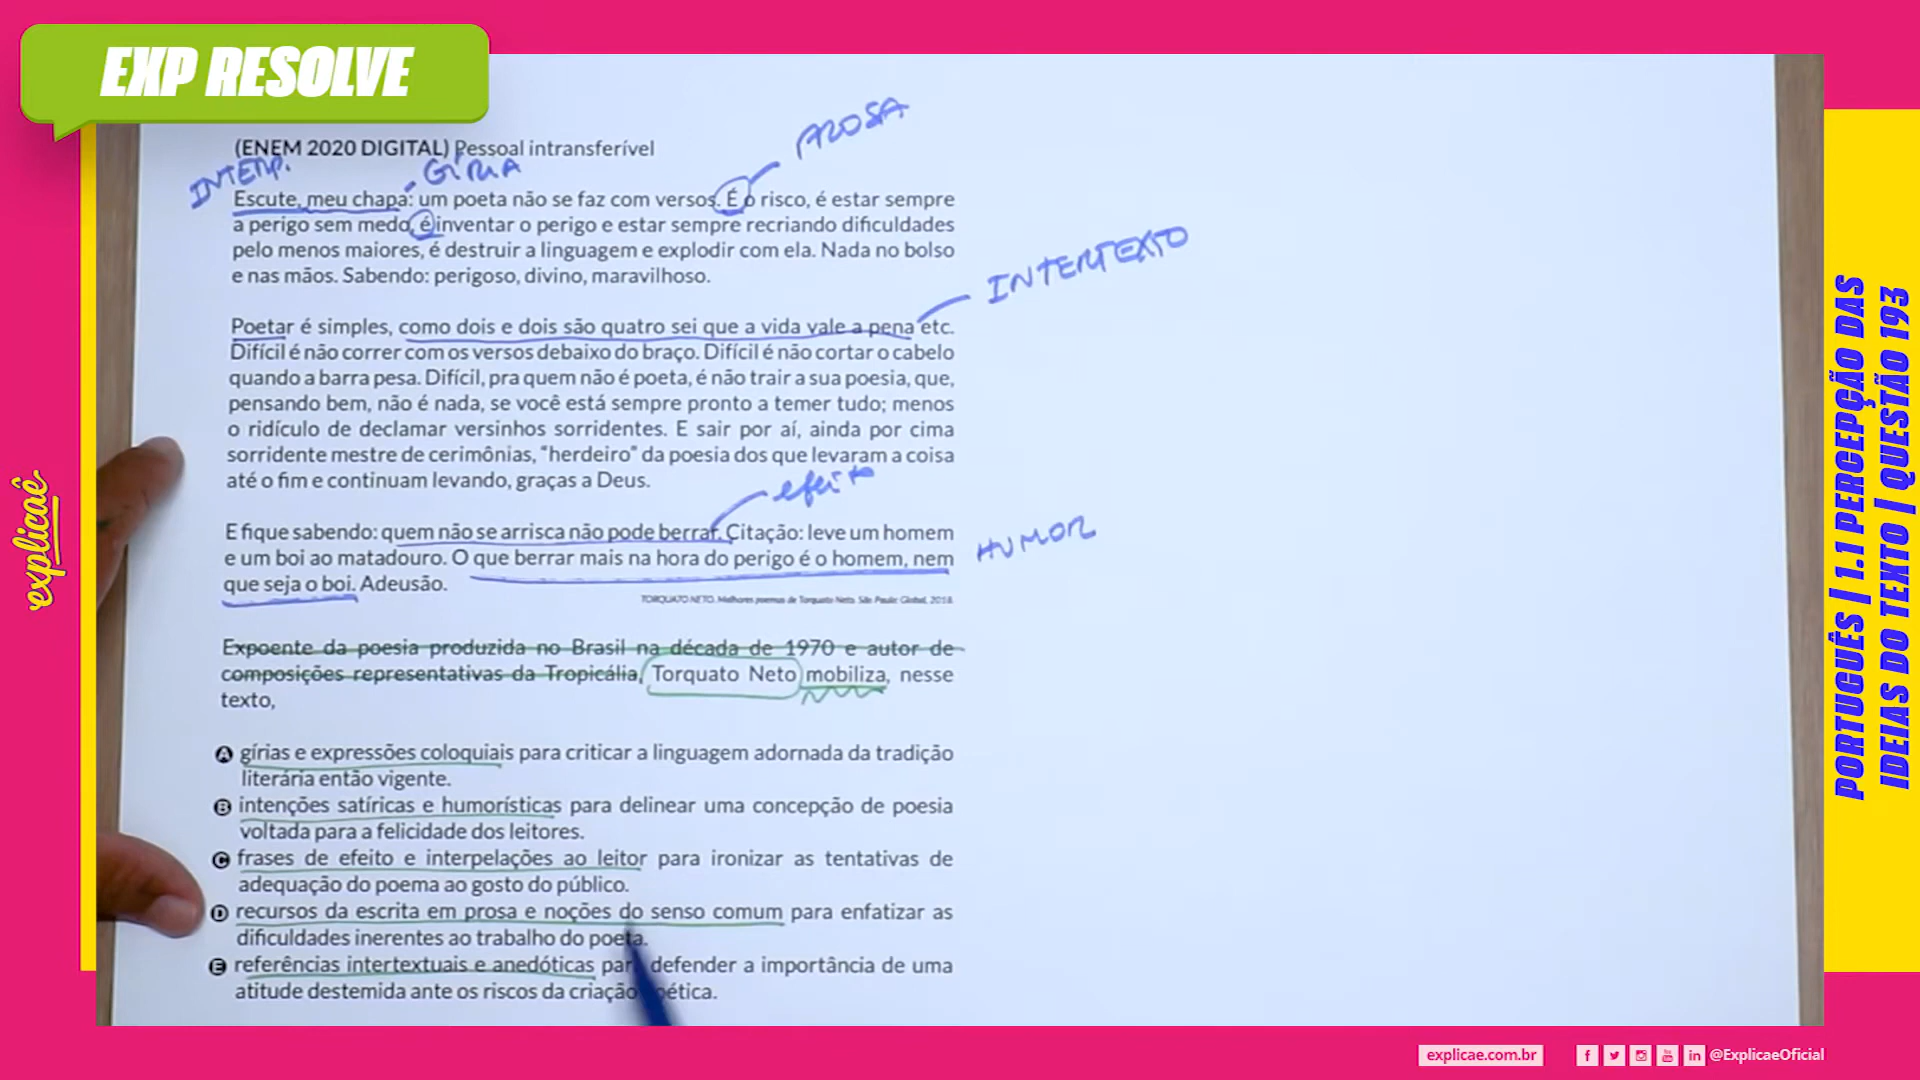 EXP RESOLVE
(ENEM 2020 DIGITAL) Pessoal intransferível
PROSA
INTERP.
GÍRIA
Escute, meu chapa: um poeta não se faz com versos. É o risco, é estar sempre
a perigo sem medo, é inventar o perigo e estar sempre recriando dificuldades
pelo menos maiores, é destruir a linguagem e explodir com ela. Nada no bolso
e nas mãos. Sabendo: perigoso, divino, maravilhoso.
INTERTEXTO
Poetar é simples, como dois e dois são quatro sei que a vida vale a pena etc.
Difícil é não correr com os versos debaixo do braço. Difícil é não cortar o cabelo
quando a barra pesa. Difícil, pra quem não é poeta, é não trair a sua poesia, que,
pensando bem, não é nada, se você está sempre pronto a temer tudo; menos
o ridículo de declamar versinhos sorridentes. E sair por aí, ainda por cima
sorridente mestre de cerimônias, "herdeiro" da poesia dos que levaram a coisa
até o fim e continuam levando, graças a Deus.
efeito
E fique sabendo: quem não se arrisca não pode berrar. Citação: leve um homem
e um boi ao matadouro. O que berrar mais na hora do perigo é o homem, nem
que seja o boi. Adeusão.
HUMOR
TORQUATO NETO. Melhores poemas de Torquato Neto. São Paulo: Global, 2018.
Expoente da poesia produzida no Brasil na década de 1970 e autor de
composições representativas da Tropicália, Torquato Neto mobiliza, nesse
texto,
A gírias e expressões coloquiais para criticar a linguagem adornada da tradição
literária então vigente.
B intenções satíricas e humorísticas para delinear uma concepção de poesia
voltada para a felicidade dos leitores.
C frases de efeito e interpelações ao leitor para ironizar as tentativas de
adequação do poema ao gosto do público.
D recursos da escrita em prosa e noções do senso comum para enfatizar as
dificuldades inerentes ao trabalho do poeta.
E referências intertextuais e anedóticas para defender a importância de uma
atitude destemida ante os riscos da criação poética.
explicaê
PORTUGUÊS | 1.1 PERCEPÇÃO DAS
IDEIAS DO TEXTO | QUESTÃO 193
explicae.com.br
@ExplicaeOficial